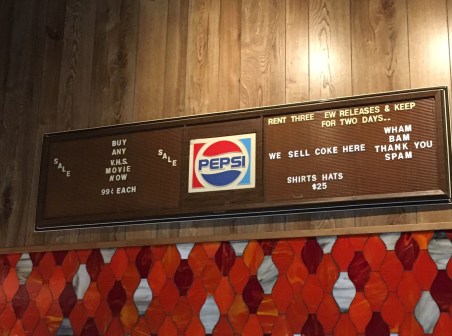 BUY
ANY
V.H.S.
MOVIE
NOW
99¢ EACH
SALE
SALE
PEPSI
RENT THREE EW RELEASES & KEEP
FOR TWO DAYS..
WE SELL COKE HERE
SHIRTS HATS
$25
WHAM
BAM
THANK YOU
SPAM